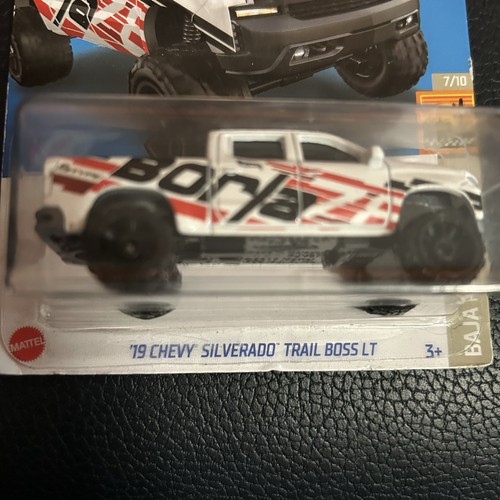 7/10
BORla
MATTEL
'19 CHEVY SILVERADO TRAIL BOSS LT
3+
BAJA